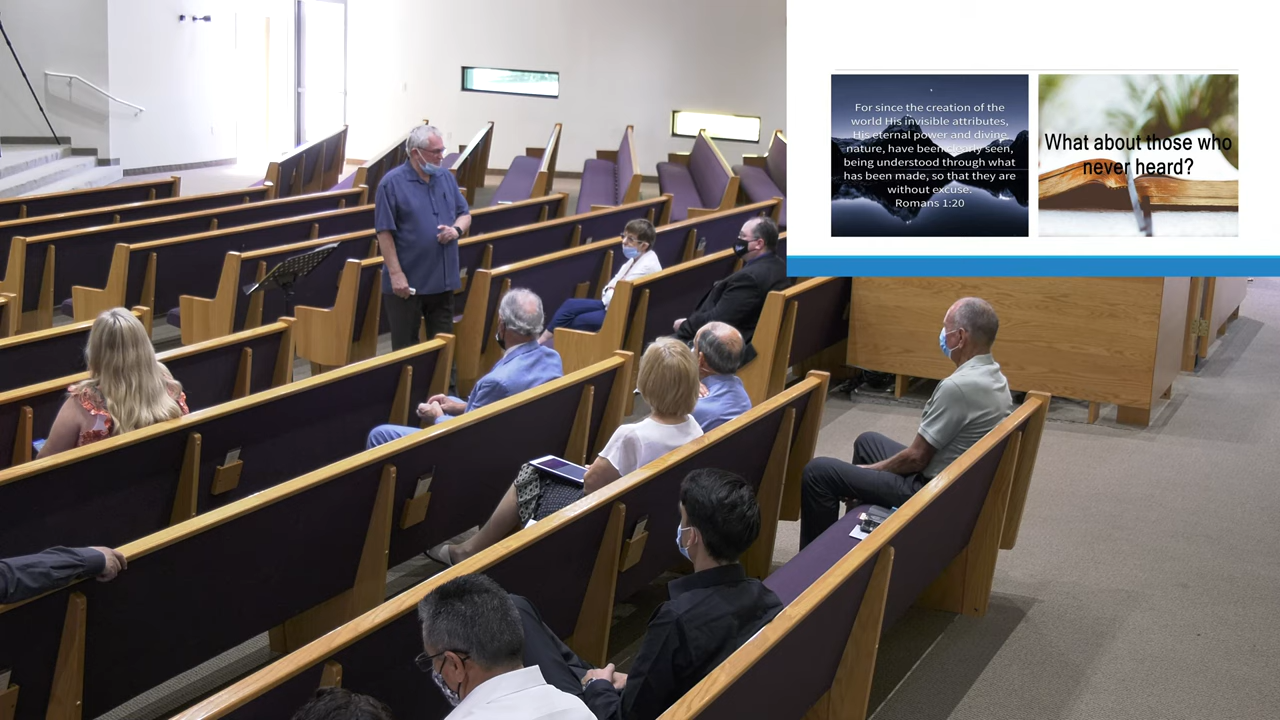 For since the creation of the
world His invisible attributes,
His eternal power and divine
nature, have been clearly seen,
being understood through what
has been made, so that they are
without excuse.
Romans 1:20
What about those who
never heard?